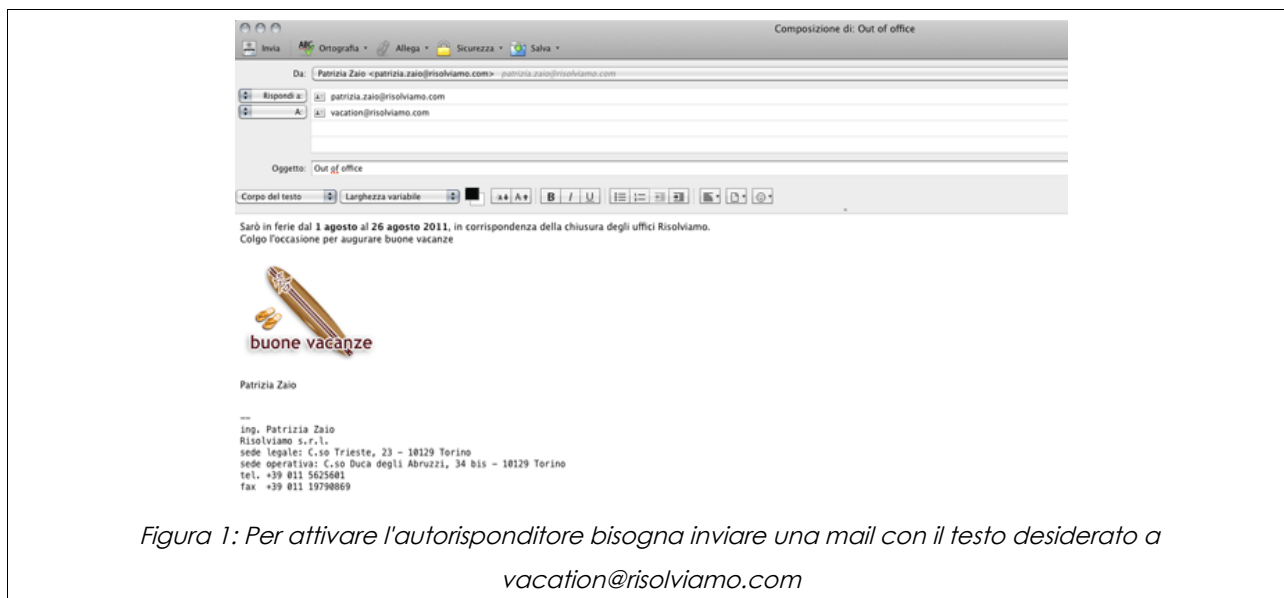 Composizione di: Out of office
Invia ABC Ortografia Allega Sicurezza Salva
Da: Patrizia Zaio <patrizia.zaio@risolviamo.com> patrizia.zaio@risolviamo.com
Rispondi a: patrizia.zaio@risolviamo.com
A: vacation@risolviamo.com
Oggetto: Out of office
Corpo del testo Larghezza variabile B I U
Sarò in ferie dal 1 agosto al 26 agosto 2011, in corrispondenza della chiusura degli uffici Risolviamo.
Colgo l'occasione per augurare buone vacanze
buone vacanze
Patrizia Zaio
--
ing. Patrizia Zaio
Risolviamo s.r.l.
sede legale: C.so Trieste, 23 - 10129 Torino
sede operativa: C.so Duca degli Abruzzi, 34 bis - 10129 Torino
tel. +39 011 5625601
fax +39 011 19790869
Figura 1: Per attivare l'autorisponditore bisogna inviare una mail con il testo desiderato a
vacation@risolviamo.com